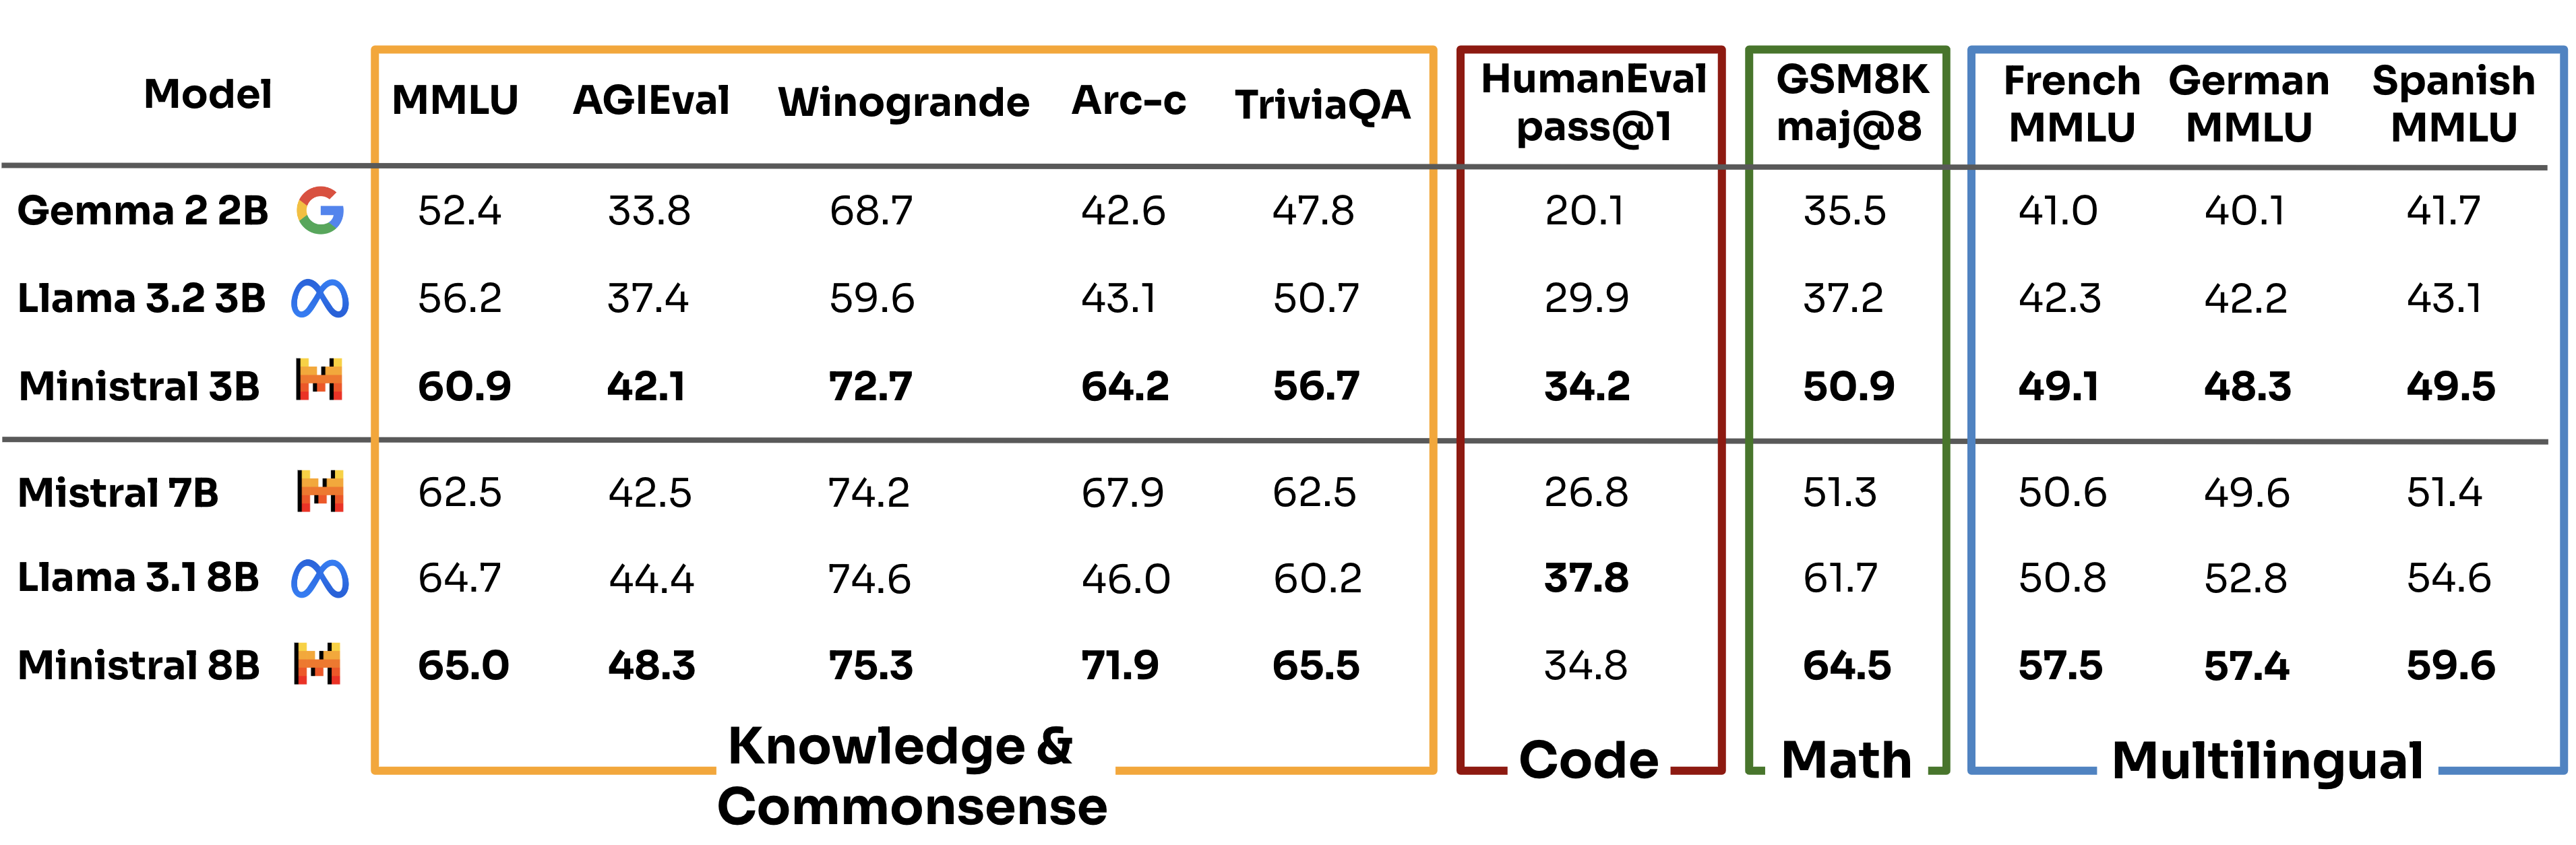 Model MMLU AGIEval Winogrande Arc-c TriviaQA HumanEval pass@1 GSM8K maj@8 French MMLU German MMLU Spanish MMLU
Gemma 2 2B 52.4 33.8 68.7 42.6 47.8 20.1 35.5 41.0 40.1 41.7
Llama 3.2 3B 56.2 37.4 59.6 43.1 50.7 29.9 37.2 42.3 42.2 43.1
Ministral 3B 60.9 42.1 72.7 64.2 56.7 34.2 50.9 49.1 48.3 49.5
Mistral 7B 62.5 42.5 74.2 67.9 62.5 26.8 51.3 50.6 49.6 51.4
Llama 3.1 8B 64.7 44.4 74.6 46.0 60.2 37.8 61.7 50.8 52.8 54.6
Ministral 8B 65.0 48.3 75.3 71.9 65.5 34.8 64.5 57.5 57.4 59.6
Knowledge &
Commonsense
Code
Math
Multilingual